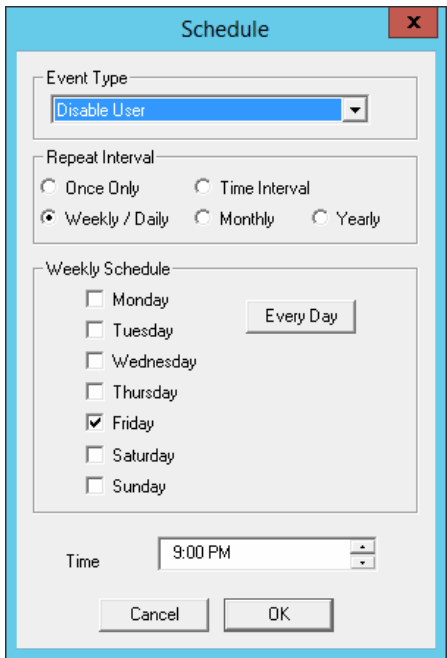 Schedule
x
Event Type
Disable User
Repeat Interval
Once Only Time Interval
Weekly / Daily Monthly Yearly
Weekly Schedule
Monday
Every Day
Tuesday
Wednesday
Thursday
Friday
Saturday
Sunday
Time 9:00 PM
Cancel OK